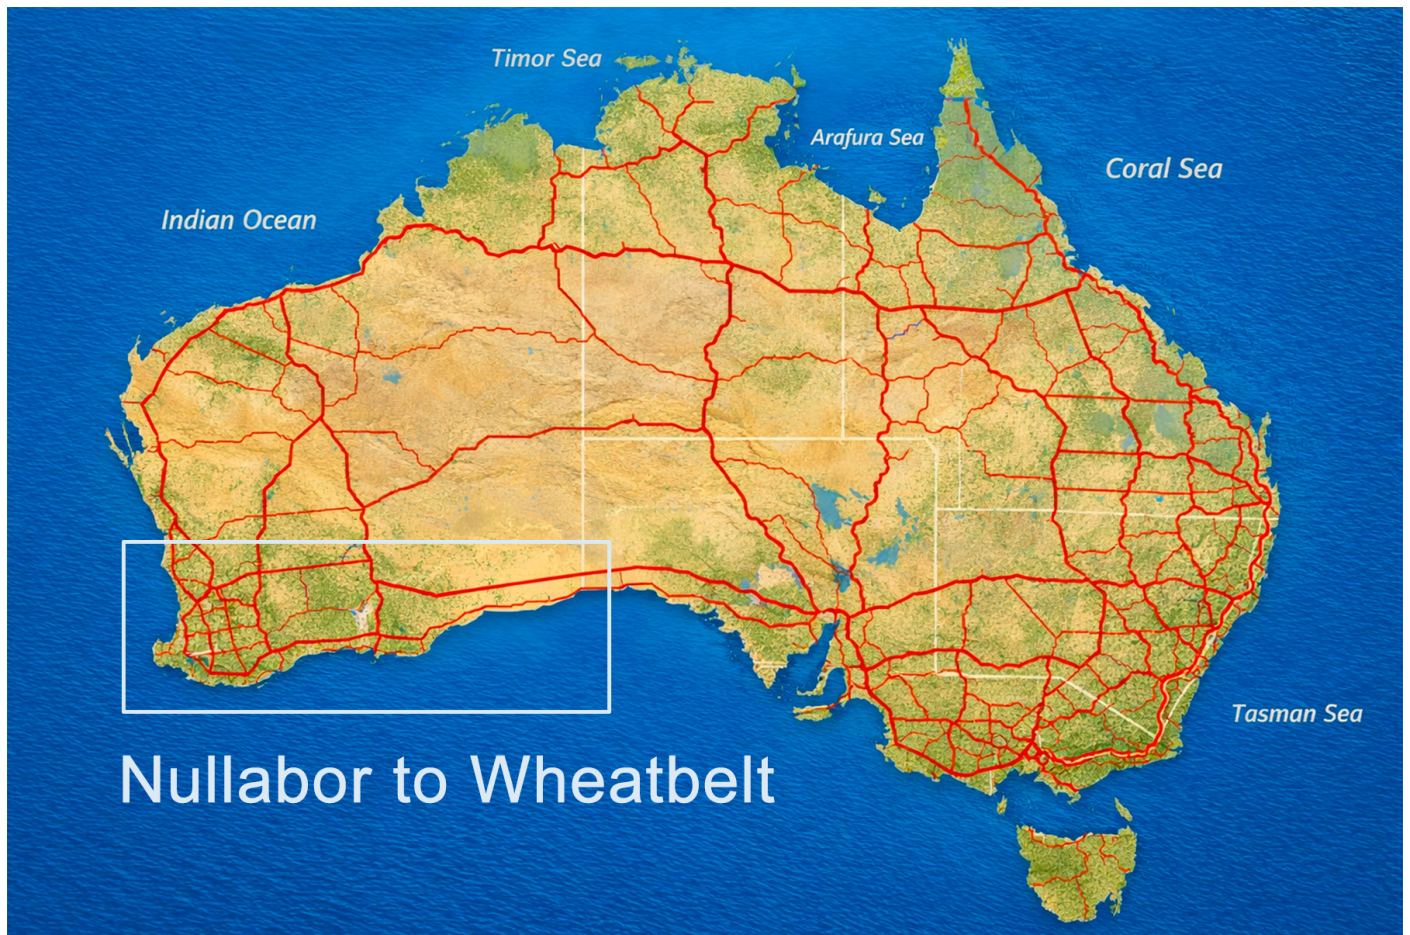 Timor Sea
Arafura Sea
Coral Sea
Indian Ocean
Tasman Sea
Nullabor to Wheatbelt